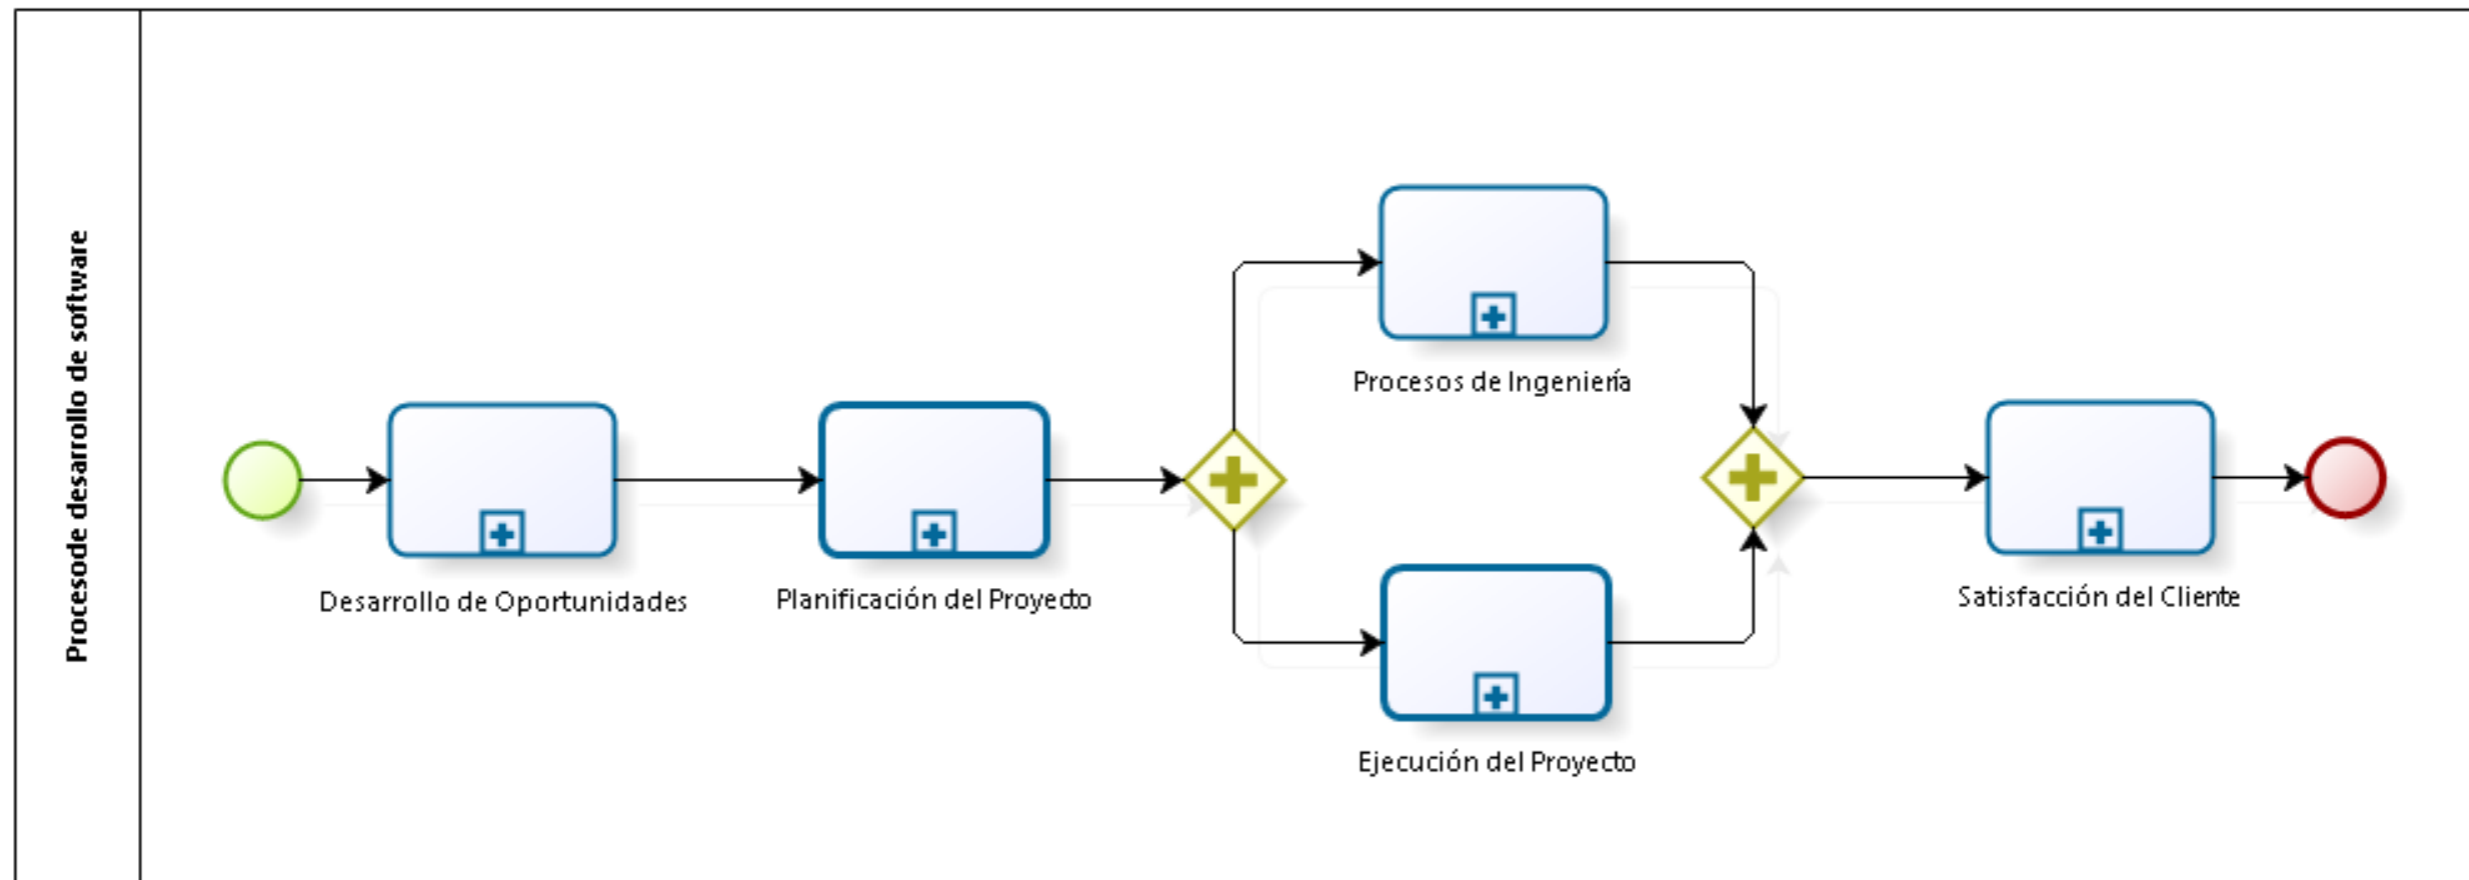 Procesode desarrollo de software
Desarrollo de Oportunidades
Planificación del Proyecto
Procesos de Ingeniería
Ejecución del Proyecto
Satisfacción del Cliente